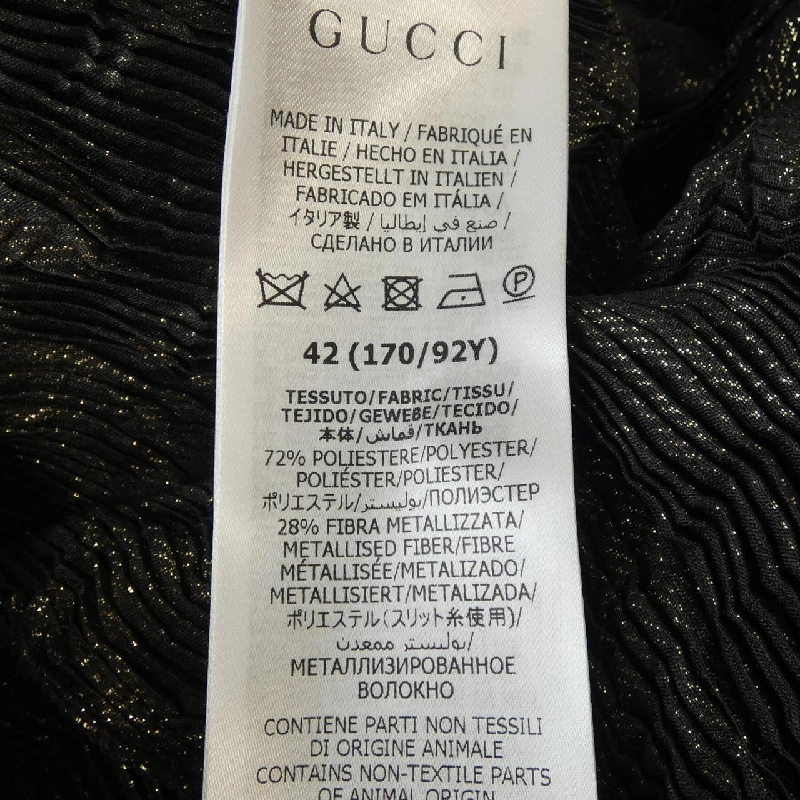 GUCCI
MADE IN ITALY / FABRIQUÉ EN
ITALIE / HECHO EN ITALIA /
HERGESTELLT IN ITALIEN /
FABRICADO EM ITÁLIA /
イタリア製 / صنع في إيطاليا /
СДЕЛАНО В ИТАЛИИ
P
42 (170/92Y)
TESSUTO/FABRIC/TISSU/
TEJIDO/GEWEBE/TECIDO/
本体/قماش/ТКАНЬ
72% POLIESTERE/POLYESTER/
POLIÉSTER/POLIESTER/
ポリエステル/بوليستر/ПОЛИЭСТЕР
28% FIBRA METALLIZZATA/
METALLISED FIBER/FIBRE
MÉTALLISÉE/METALIZADO/
METALLISIERT/METALIZADA/
ポリエステル(スリット糸使用)/
بوليستر ممعدن/
МЕТАЛЛИЗИРОВАННОЕ
ВОЛОКНО
CONTIENE PARTI NON TESSILI
DI ORIGINE ANIMALE
CONTAINS NON-TEXTILE PARTS
OF ANIMAL ORIGIN